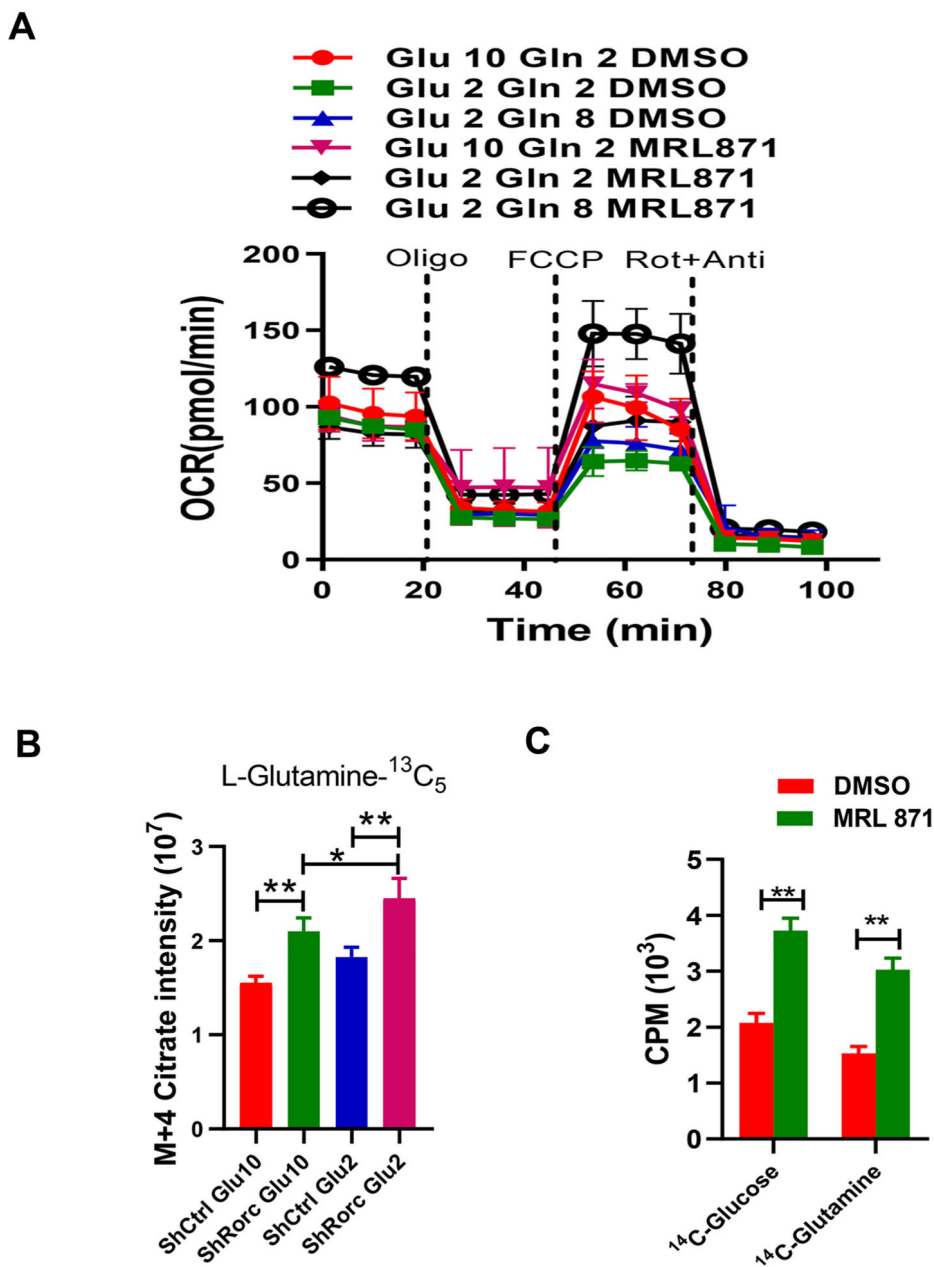 A
Glu 10 Gln 2 DMSO
Glu 2 Gln 2 DMSO
Glu 2 Gln 8 DMSO
Glu 10 Gln 2 MRL871
Glu 2 Gln 2 MRL871
Glu 2 Gln 8 MRL871
Oligo FCCP Rot+Anti
OCR(pmol/min)
200
150
100
50
0
0 20 40 60 80 100
Time (min)
B
L-Glutamine-¹³C₅
M+4 Citrate intensity (10⁷)
3
2
1
0
**
*
**
ShCtrl Glu10
ShRorc Glu10
ShCtrl Glu2
ShRorc Glu2
C
DMSO
MRL 871
CPM (10³)
5
4
3
2
1
0
**
**
¹⁴C-Glucose
¹⁴C-Glutamine